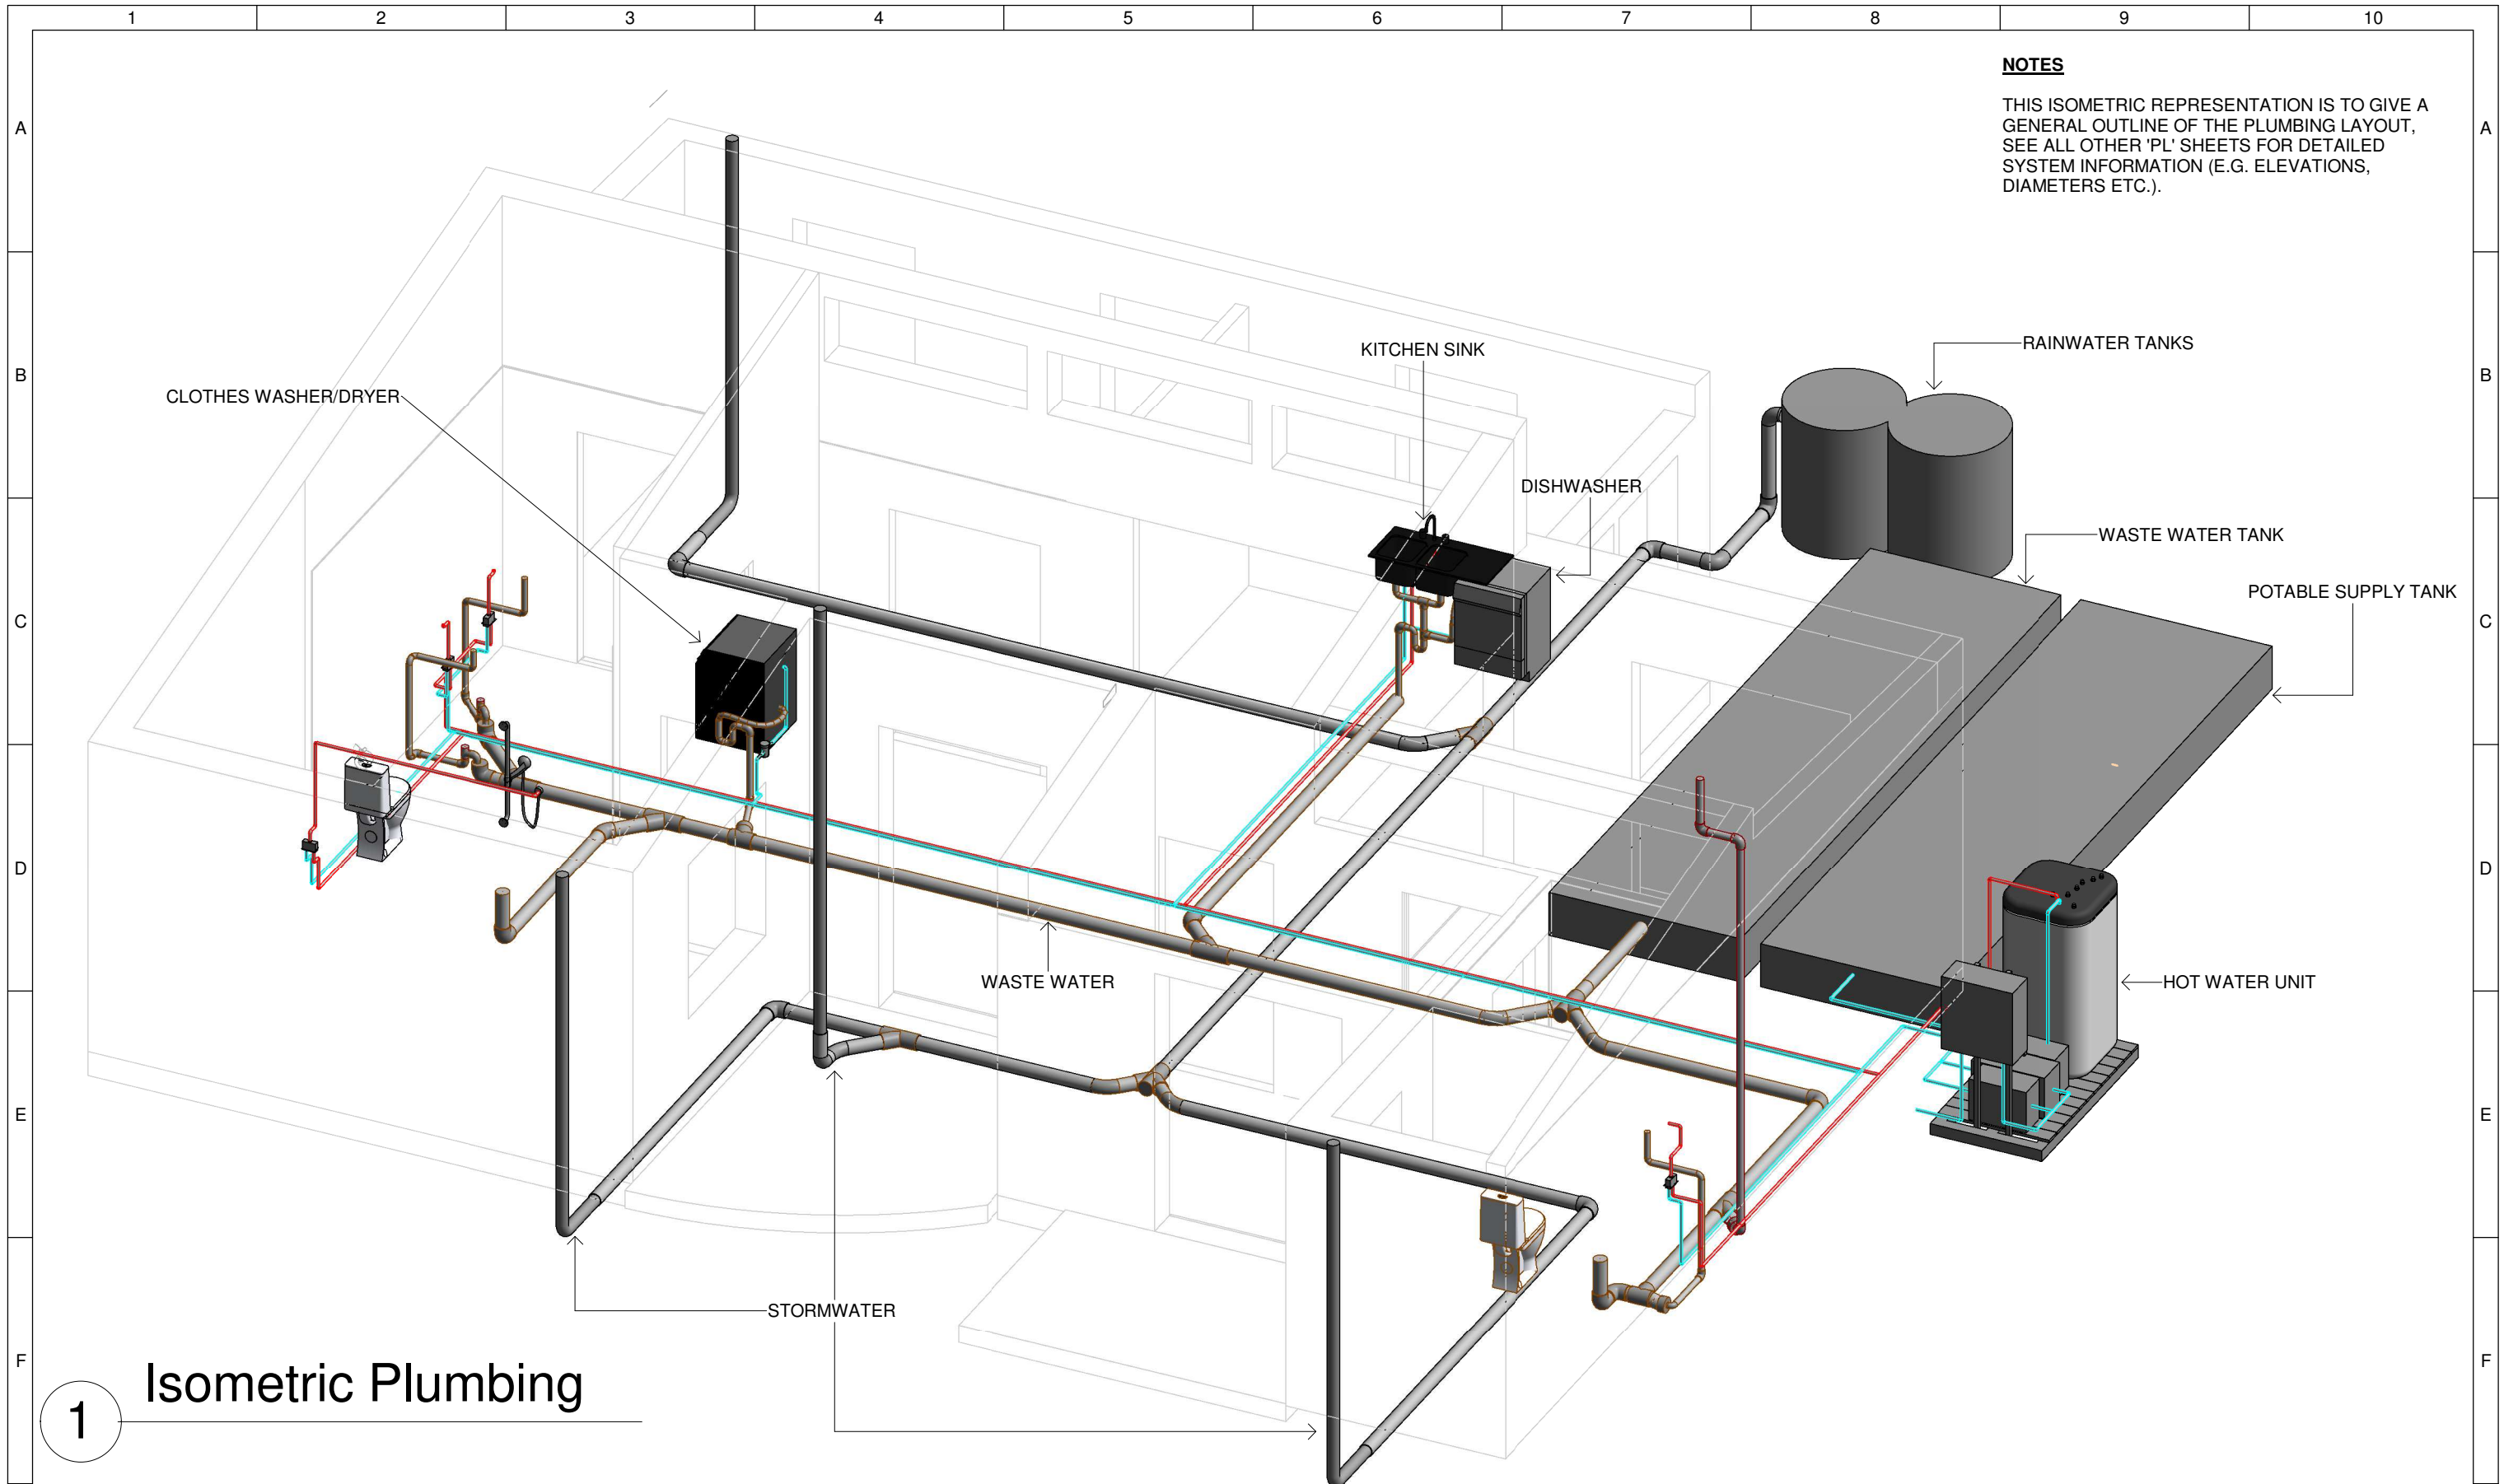 1 2 3 4 5 6 7 8 9 10
NOTES
THIS ISOMETRIC REPRESENTATION IS TO GIVE A
GENERAL OUTLINE OF THE PLUMBING LAYOUT,
SEE ALL OTHER 'PL' SHEETS FOR DETAILED
SYSTEM INFORMATION (E.G. ELEVATIONS,
DIAMETERS ETC.).
A A
RAINWATER TANKS
KITCHEN SINK
B B
CLOTHES WASHER/DRYER
DISHWASHER
WASTE WATER TANK
POTABLE SUPPLY TANK
C C
D D
WASTE WATER
HOT WATER UNIT
E E
STORMWATER
F F
Isometric Plumbing
1